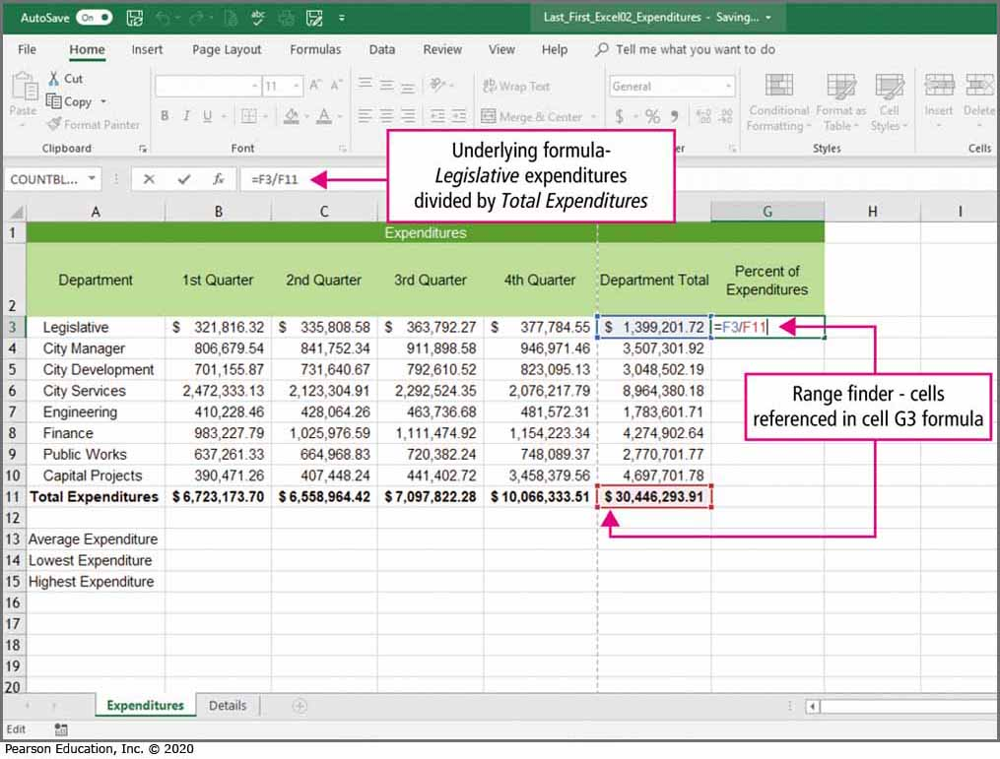 AutoSave On Last_First_Excel02_Expenditures - Saving...
File Home Insert Page Layout Formulas Data Review View Help Tell me what you want to do
Cut
Copy
Format Painter
Paste
Clipboard
11
B I U A
Font
Wrap Text
Merge & Center
General
$ % ,
Conditional Formatting
Format as Table
Cell Styles
Styles
Insert Delete
Cells
COUNTBL... fx =F3/F11
Underlying formula-
Legislative expenditures
divided by Total Expenditures
A B C G H I
1 Expenditures
2 Department 1st Quarter 2nd Quarter 3rd Quarter 4th Quarter Department Total Percent of Expenditures
3 Legislative $ 321,816.32 $ 335,808.58 $ 363,792.27 $ 377,784.55 $ 1,399,201.72 =F3/F11
4 City Manager 806,679.54 841,752.34 911,898.58 946,971.46 3,507,301.92
5 City Development 701,155.87 731,640.67 792,610.52 823,095.13 3,048,502.19
6 City Services 2,472,333.13 2,123,304.91 2,292,524.35 2,076,217.79 8,964,380.18
7 Engineering 410,228.46 428,064.26 463,736.68 481,572.31 1,783,601.71
8 Finance 983,227.79 1,025,976.59 1,111,474.92 1,154,223.34 4,274,902.64
9 Public Works 637,261.33 664,968.83 720,382.24 748,089.37 2,770,701.77
10 Capital Projects 390,471.26 407,448.24 441,402.72 3,458,379.56 4,697,701.78
11 Total Expenditures $ 6,723,173.70 $ 6,558,964.42 $ 7,097,822.28 $ 10,066,333.51 $ 30,446,293.91
Range finder - cells
referenced in cell G3 formula
12
13 Average Expenditure
14 Lowest Expenditure
15 Highest Expenditure
16
17
18
19
20
Expenditures Details
Edit
Pearson Education, Inc. © 2020